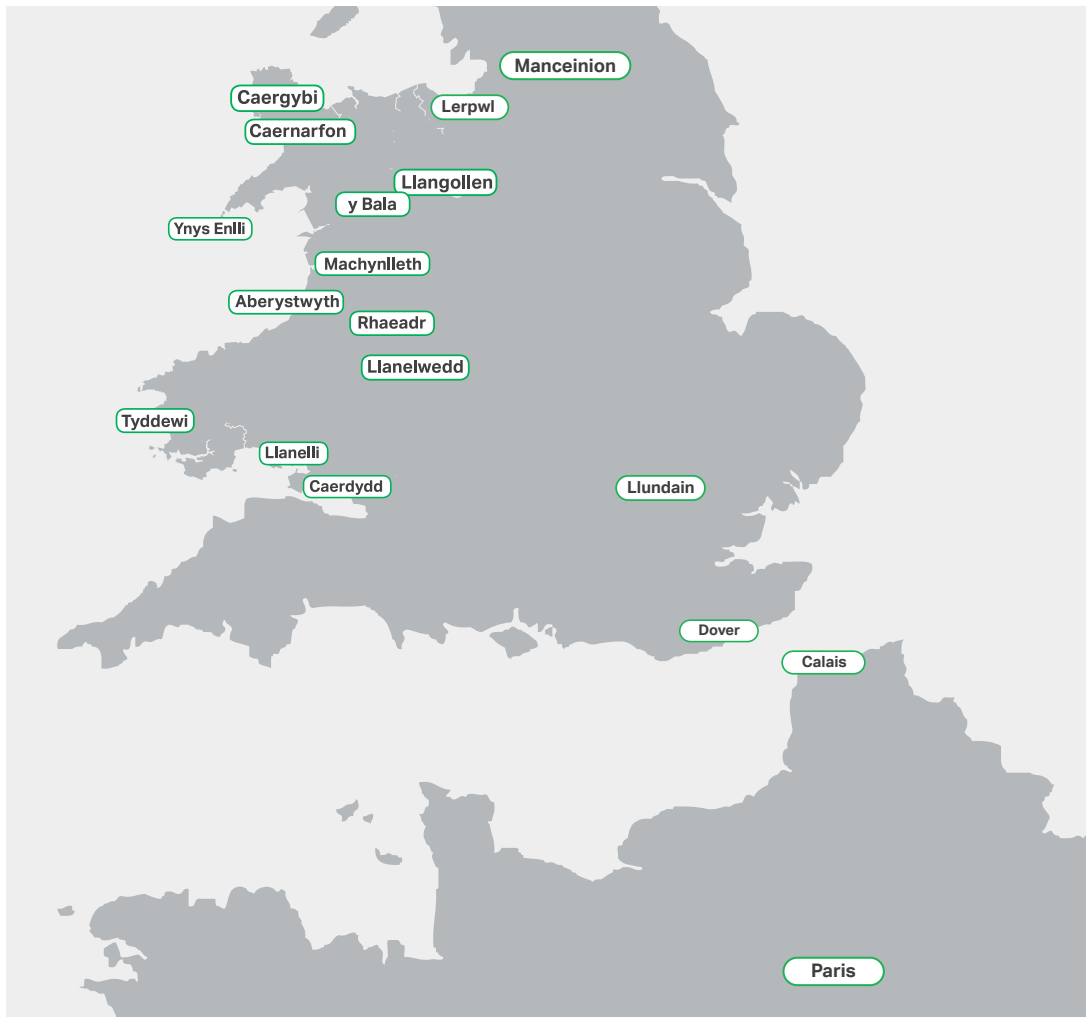 Manceinion
Caergybi
Lerpwl
Caernarfon
Llangollen
y Bala
Ynys Enlli
Machynlleth
Aberystwyth
Rhaeadr
Llanelwedd
Tyddewi
Llanelli
Caerdydd
Llundain
Dover
Calais
Paris